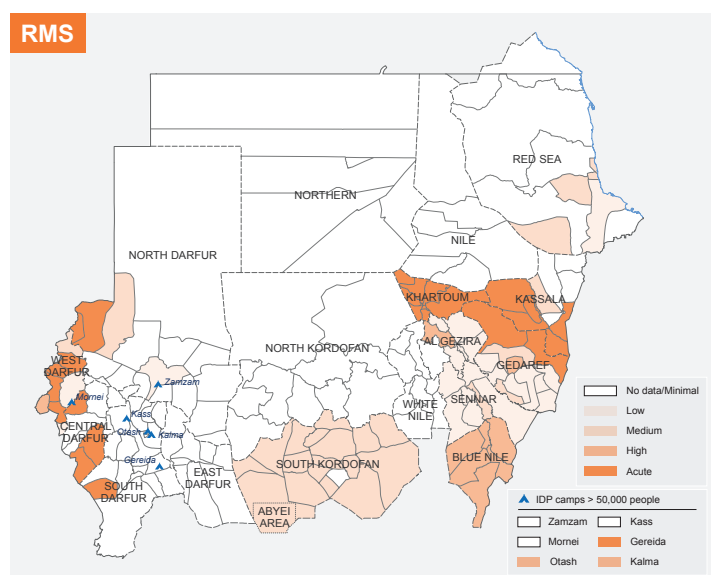 RMS
RED SEA
NORTHERN
NILE
NORTH DARFUR
KHARTOUM
KASSALA
AL GEZIRA
NORTH KORDOFAN
GEDAREF
WEST
DARFUR
Zamzam
Mornei
WHITE
NILE
SENNAR
Kass
CENTRAL
DARFUR
Otash
Kalma
Gereida
SOUTH KORDOFAN
BLUE NILE
EAST
DARFUR
SOUTH
DARFUR
ABYEI
AREA
No data/Minimal
Low
Medium
High
Acute
IDP camps > 50,000 people
Zamzam Kass
Mornei Gereida
Otash Kalma